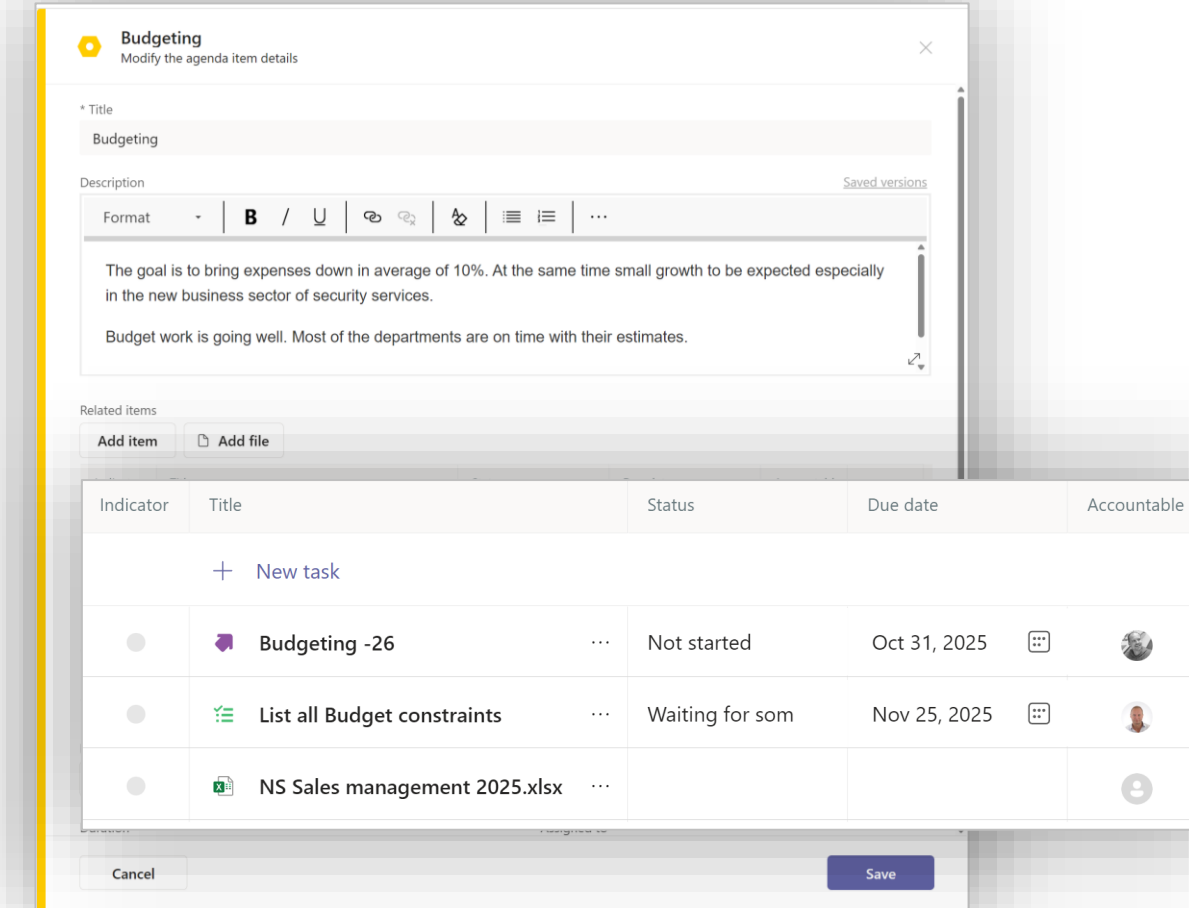 Budgeting
Modify the agenda item details
* Title
Budgeting
Description
Saved versions
Format
B / U
The goal is to bring expenses down in average of 10%. At the same time small growth to be expected especially
in the new business sector of security services.
Budget work is going well. Most of the departments are on time with their estimates.
Related items
Add item
Add file
Indicator Title Status Due date Accountable
New task
Budgeting -26 ... Not started Oct 31, 2025
List all Budget constraints ... Waiting for som Nov 25, 2025
NS Sales management 2025.xlsx ...
Duration Assigned to
Cancel
Save